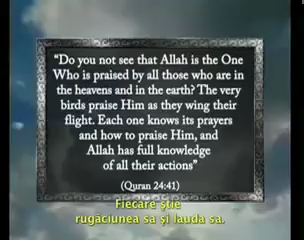 “Do you not see that Allah is the One
Who is praised by all those who are in
the heavens and in the earth? The very
birds praise Him as they wing their
flight. Each one knows its prayers
and how to praise Him, and
Allah has full knowledge
of all their actions”
(Quran 24:41)
Fiecare ştie
rugăciunea sa şi lauda sa.